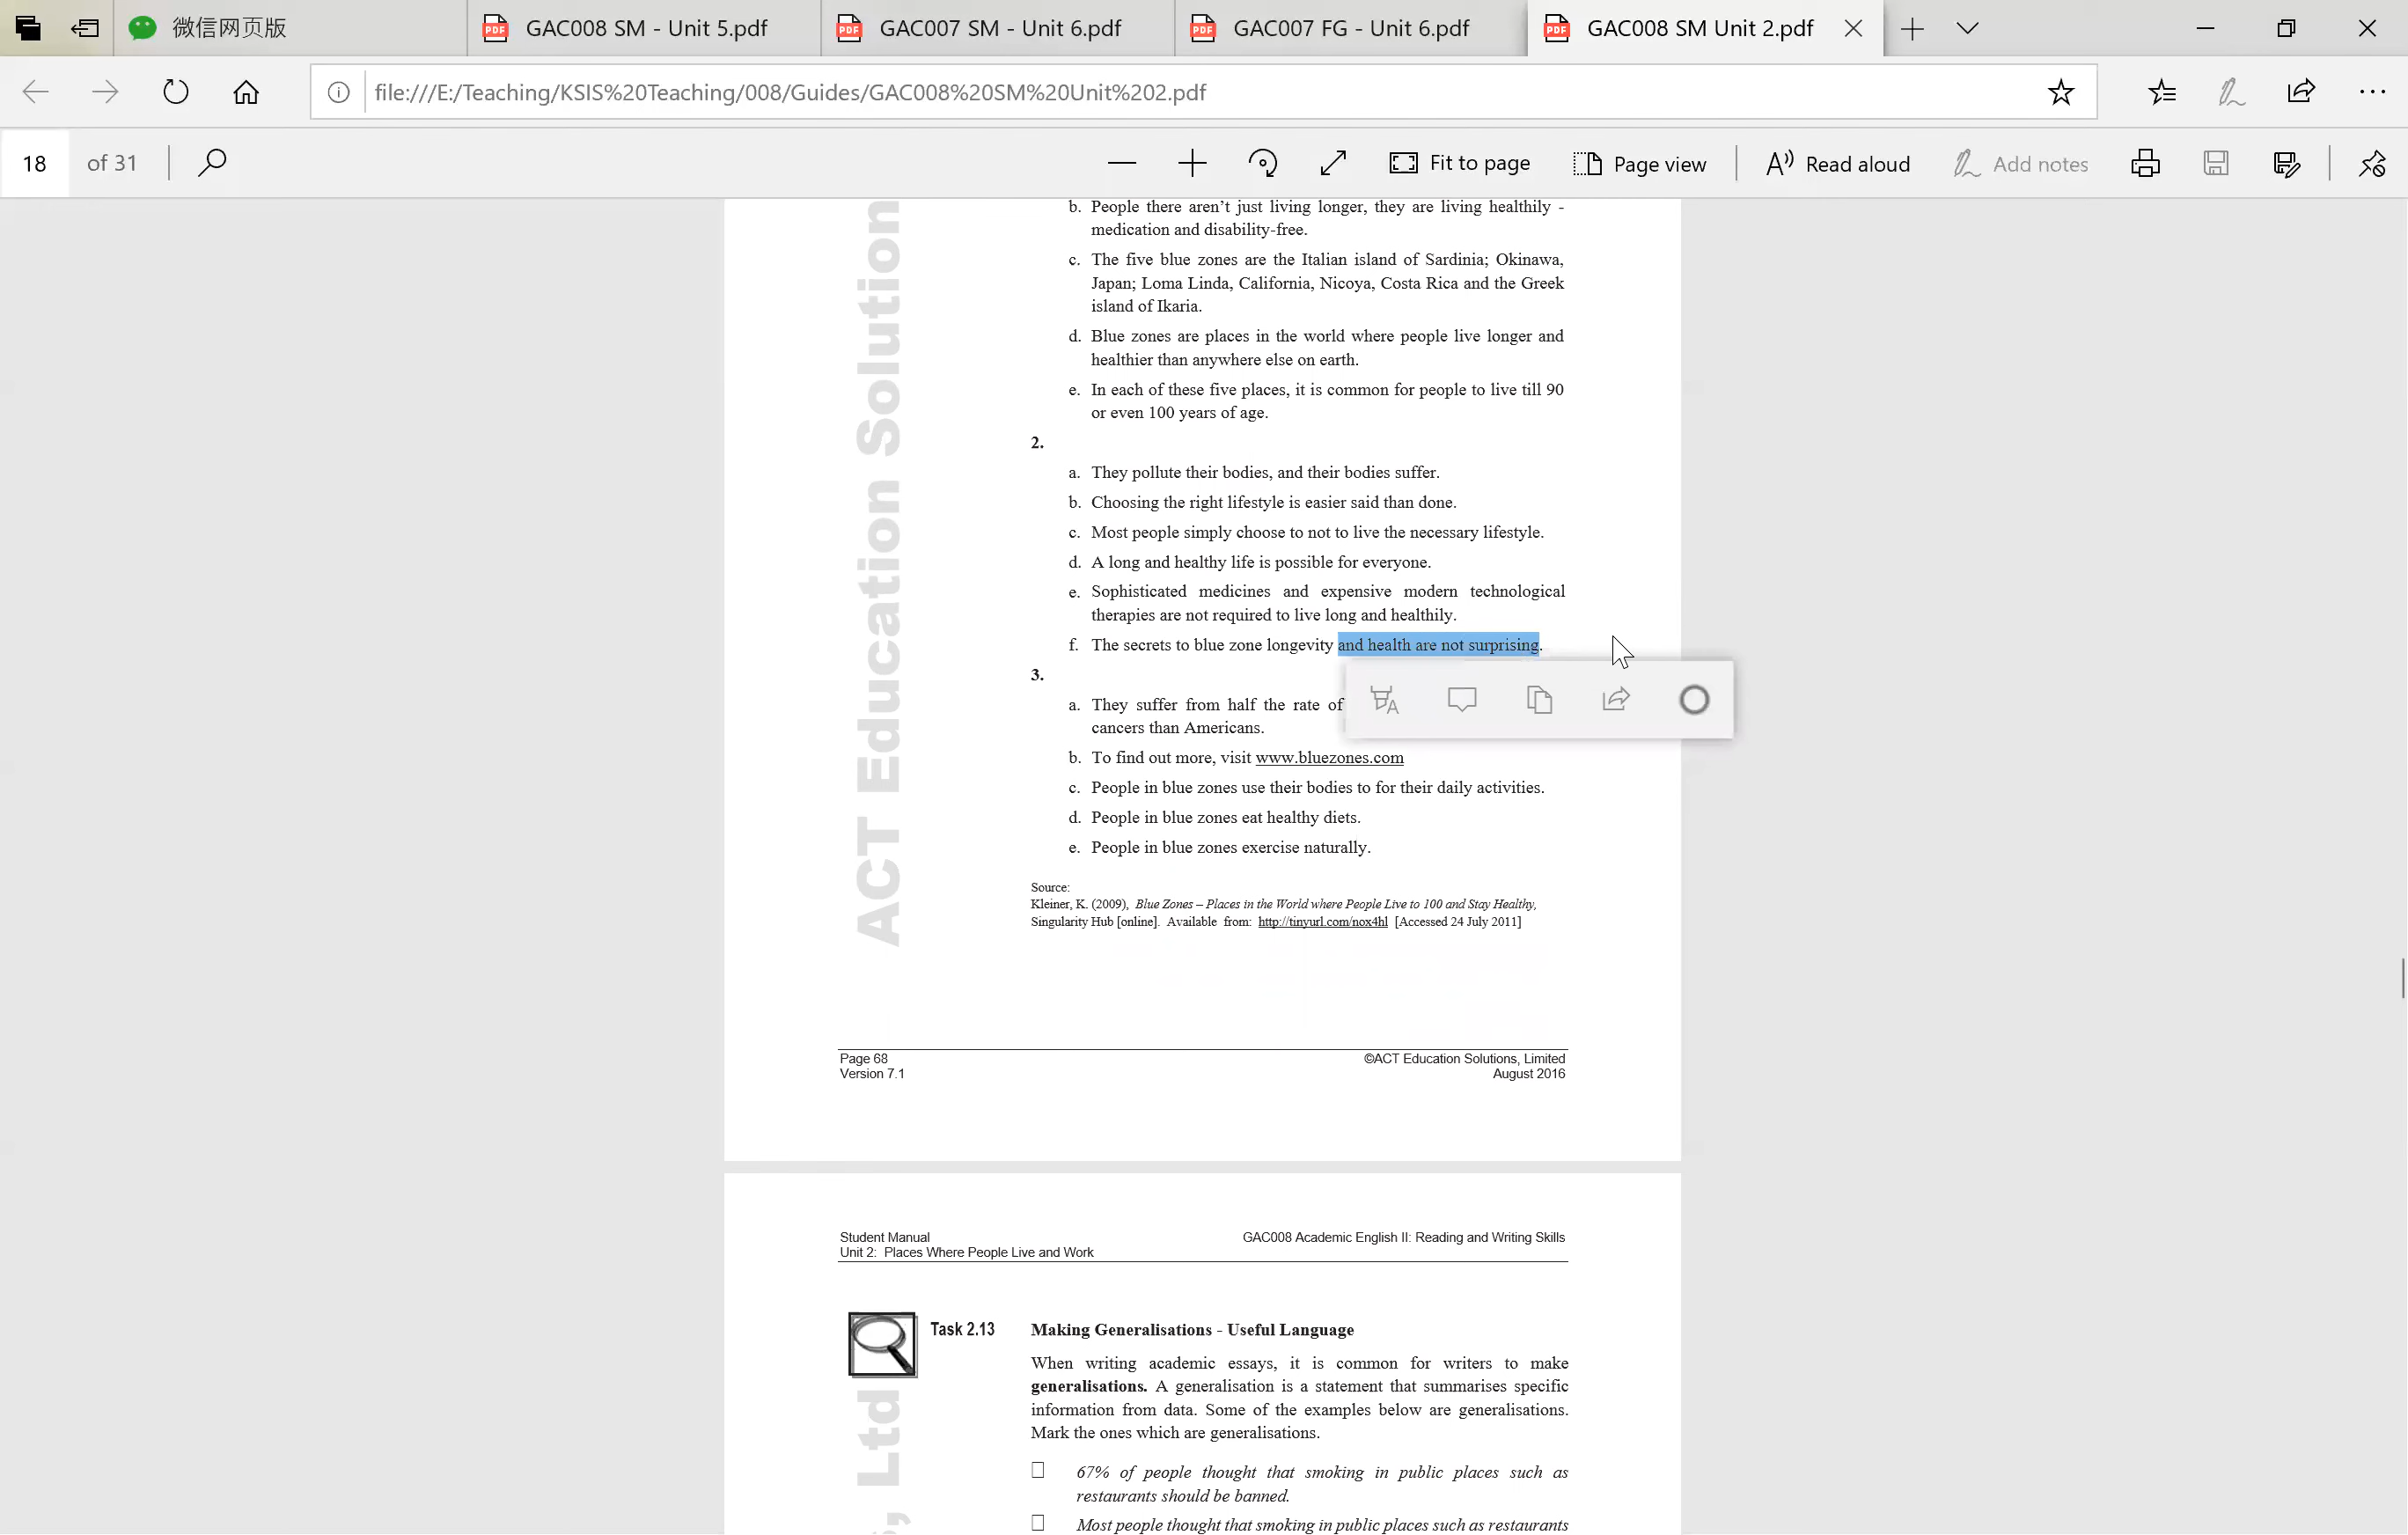 微信网页版
GAC008 SM - Unit 5.pdf
GAC007 SM - Unit 6.pdf
GAC007 FG - Unit 6.pdf
GAC008 SM Unit 2.pdf
file:///E:/Teaching/KSIS%20Teaching/008/Guides/GAC008%20SM%20Unit%202.pdf
18 of 31
Fit to page
Page view
Read aloud
Add notes
ACT Education Solution
b. People there aren't just living longer, they are living healthily -
medication and disability-free.
c. The five blue zones are the Italian island of Sardinia; Okinawa,
Japan; Loma Linda, California, Nicoya, Costa Rica and the Greek
island of Ikaria.
d. Blue zones are places in the world where people live longer and
healthier than anywhere else on earth.
e. In each of these five places, it is common for people to live till 90
or even 100 years of age.
2.
a. They pollute their bodies, and their bodies suffer.
b. Choosing the right lifestyle is easier said than done.
c. Most people simply choose to not to live the necessary lifestyle.
d. A long and healthy life is possible for everyone.
e. Sophisticated medicines and expensive modern technological
therapies are not required to live long and healthily.
f. The secrets to blue zone longevity and health are not surprising.
3.
a. They suffer from half the rate of
cancers than Americans.
b. To find out more, visit www.bluezones.com
c. People in blue zones use their bodies to for their daily activities.
d. People in blue zones eat healthy diets.
e. People in blue zones exercise naturally.
Source:
Kleiner, K. (2009), Blue Zones – Places in the World where People Live to 100 and Stay Healthy,
Singularity Hub [online]. Available from: http://tinyurl.com/nox4hl [Accessed 24 July 2011]
Page 68
Version 7.1
©ACT Education Solutions, Limited
August 2016
Student Manual
Unit 2: Places Where People Live and Work
GAC008 Academic English II: Reading and Writing Skills
Task 2.13
Making Generalisations - Useful Language
When writing academic essays, it is common for writers to make
generalisations. A generalisation is a statement that summarises specific
information from data. Some of the examples below are generalisations.
Mark the ones which are generalisations.
67% of people thought that smoking in public places such as
restaurants should be banned.
Most people thought that smoking in public places such as restaurants
, Ltd